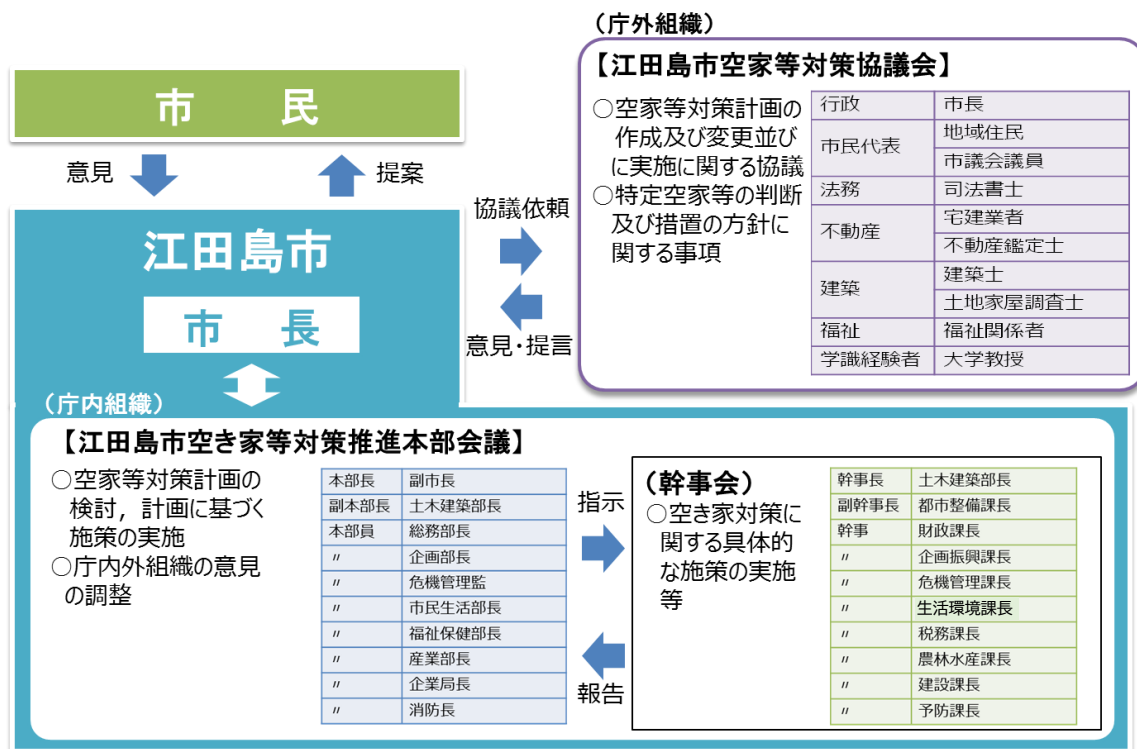 （庁外組織）
【江田島市空家等対策協議会】
○空家等対策計画の
作成及び変更並び
に実施に関する協議
○特定空家等の判断
及び措置の方針に
関する事項
行政 市長
市民代表 地域住民
市議会議員
法務 司法書士
不動産 宅建業者
不動産鑑定士
建築 建築士
土地家屋調査士
福祉 福祉関係者
学識経験者 大学教授
市 民
意見 提案
江田島市
市 長
協議依頼
意見・提言
（庁内組織）
【江田島市空き家等対策推進本部会議】
○空家等対策計画の
検討，計画に基づく
施策の実施
○庁内外組織の意見
の調整
本部長 副市長
副本部長 土木建築部長
本部員 総務部長
〃 企画部長
〃 危機管理監
〃 市民生活部長
〃 福祉保健部長
〃 産業部長
〃 企業局長
〃 消防長
指示
報告
（幹事会）
○空き家対策に
関する具体的
な施策の実施
等
幹事長 土木建築部長
副幹事長 都市整備課長
幹事 財政課長
〃 企画振興課長
〃 危機管理課長
〃 生活環境課長
〃 税務課長
〃 農林水産課長
〃 建設課長
〃 予防課長